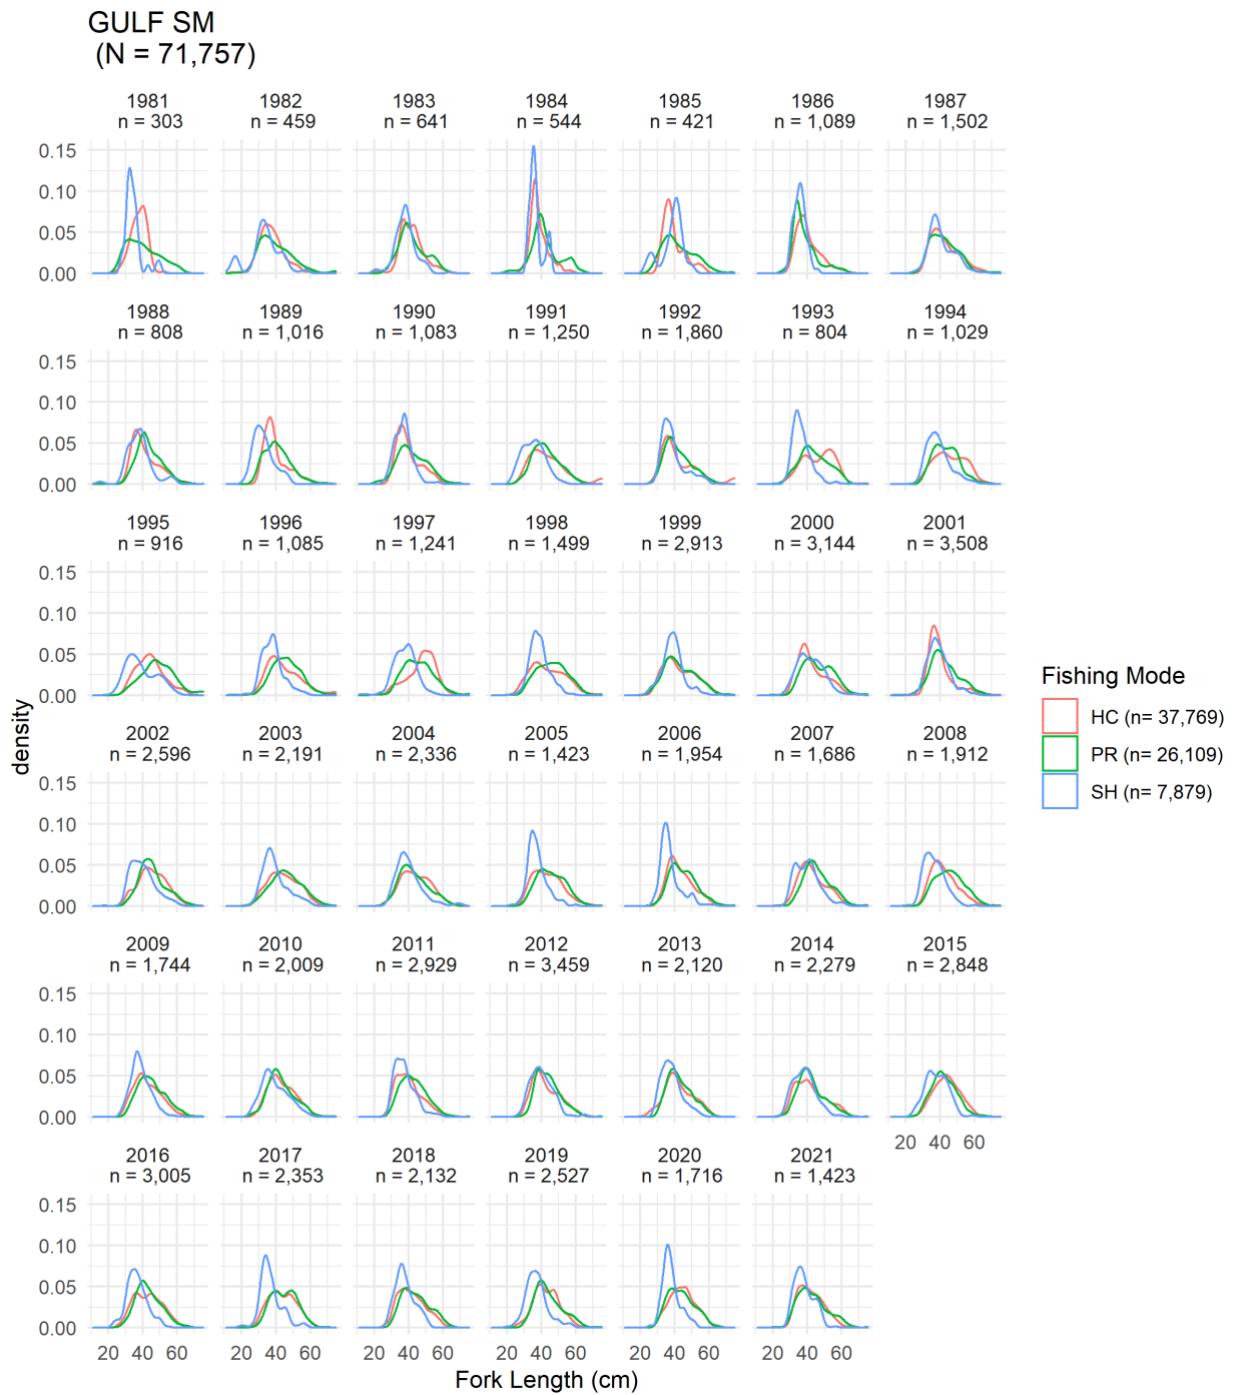 GULF SM
(N = 71,757)
1981 1982 1983 1984 1985 1986 1987
n = 303 n = 459 n = 641 n = 544 n = 421 n = 1,089 n = 1,502
0.15
0.10
0.05
0.00
1988 1989 1990 1991 1992 1993 1994
n = 808 n = 1,016 n = 1,083 n = 1,250 n = 1,860 n = 804 n = 1,029
0.15
0.10
0.05
0.00
1995 1996 1997 1998 1999 2000 2001
n = 916 n = 1,085 n = 1,241 n = 1,499 n = 2,913 n = 3,144 n = 3,508
0.15
0.10
0.05
0.00
2002 2003 2004 2005 2006 2007 2008
n = 2,596 n = 2,191 n = 2,336 n = 1,423 n = 1,954 n = 1,686 n = 1,912
0.15
0.10
0.05
0.00
2009 2010 2011 2012 2013 2014 2015
n = 1,744 n = 2,009 n = 2,929 n = 3,459 n = 2,120 n = 2,279 n = 2,848
0.15
0.10
0.05
0.00
20 40 60
2016 2017 2018 2019 2020 2021
n = 3,005 n = 2,353 n = 2,132 n = 2,527 n = 1,716 n = 1,423
0.15
0.10
0.05
0.00
20 40 60 20 40 60 20 40 60 20 40 60 20 40 60 20 40 60
Fork Length (cm)
density
Fishing Mode
HC (n= 37,769)
PR (n= 26,109)
SH (n= 7,879)